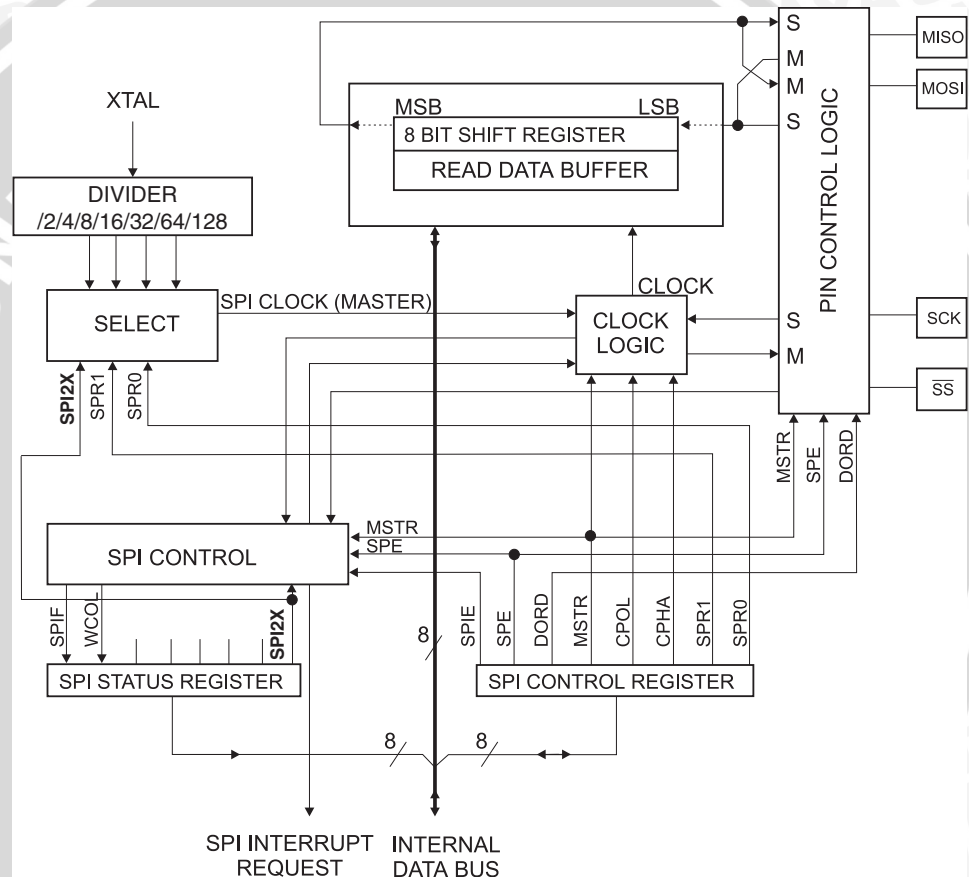 S
MISO
M
M
MOSI
S
XTAL
MSB
LSB
8 BIT SHIFT REGISTER
READ DATA BUFFER
DIVIDER
/2/4/8/16/32/64/128
PIN CONTROL LOGIC
SPI CLOCK (MASTER)
CLOCK
SELECT
CLOCK
LOGIC
S
M
SCK
SS
SPI2X
SPR1
SPR0
MSTR
SPE
DORD
SPI CONTROL
MSTR
SPE
SPIF
WCOL
SPI2X
8
SPIE
SPE
DORD
MSTR
CPOL
CPHA
SPR1
SPR0
SPI STATUS REGISTER
SPI CONTROL REGISTER
8
8
SPI INTERRUPT
REQUEST
INTERNAL
DATA BUS